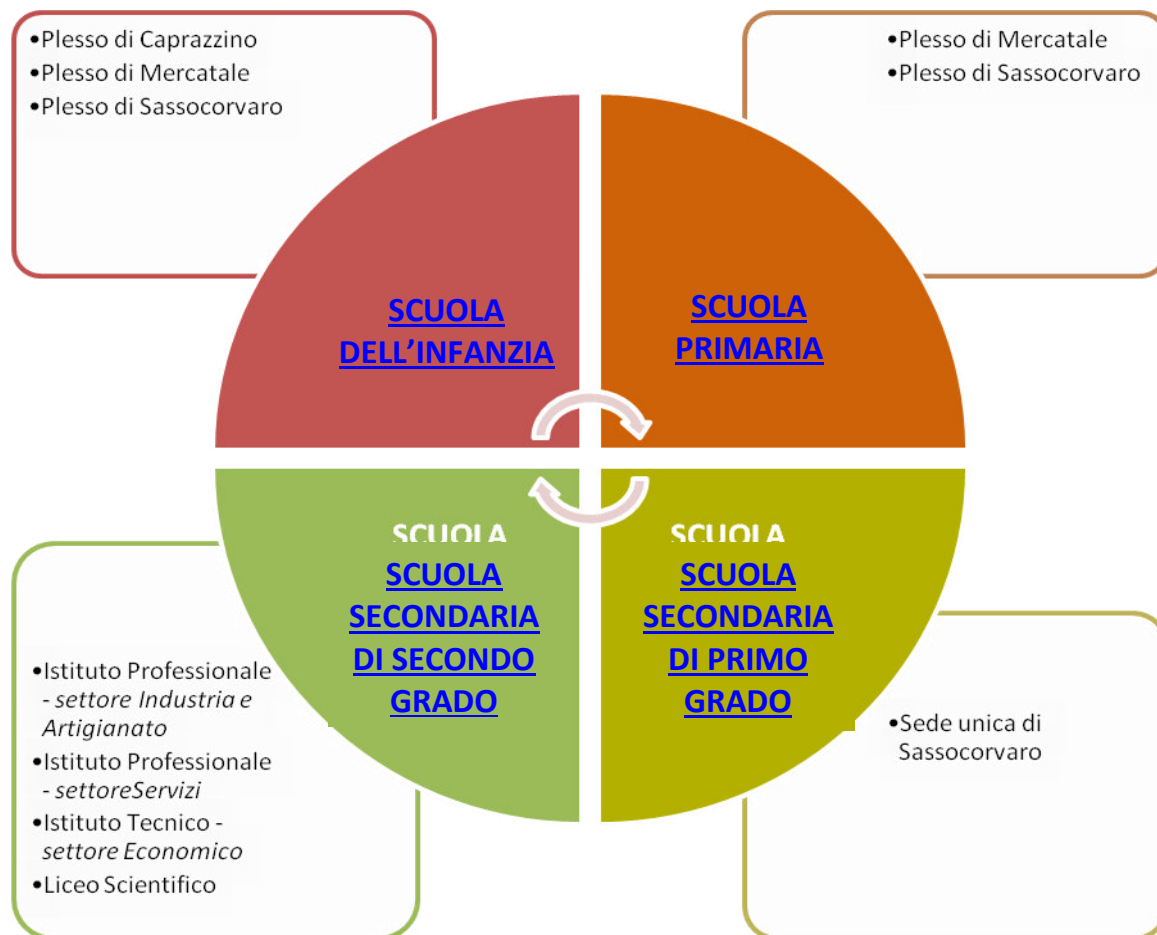 •Plesso di Caprazzino
•Plesso di Mercatale
•Plesso di Sassocorvaro
•Plesso di Mercatale
•Plesso di Sassocorvaro
SCUOLA
DELL’INFANZIA
SCUOLA
PRIMARIA
SCUOLA
SCUOLA
SECONDARIA
DI SECONDO
GRADO
SCUOLA
SCUOLA
SECONDARIA
DI PRIMO
GRADO
•Istituto Professionale
- settore Industria e
Artigianato
•Istituto Professionale
- settoreServizi
•Istituto Tecnico -
settore Economico
•Liceo Scientifico
•Sede unica di
Sassocorvaro